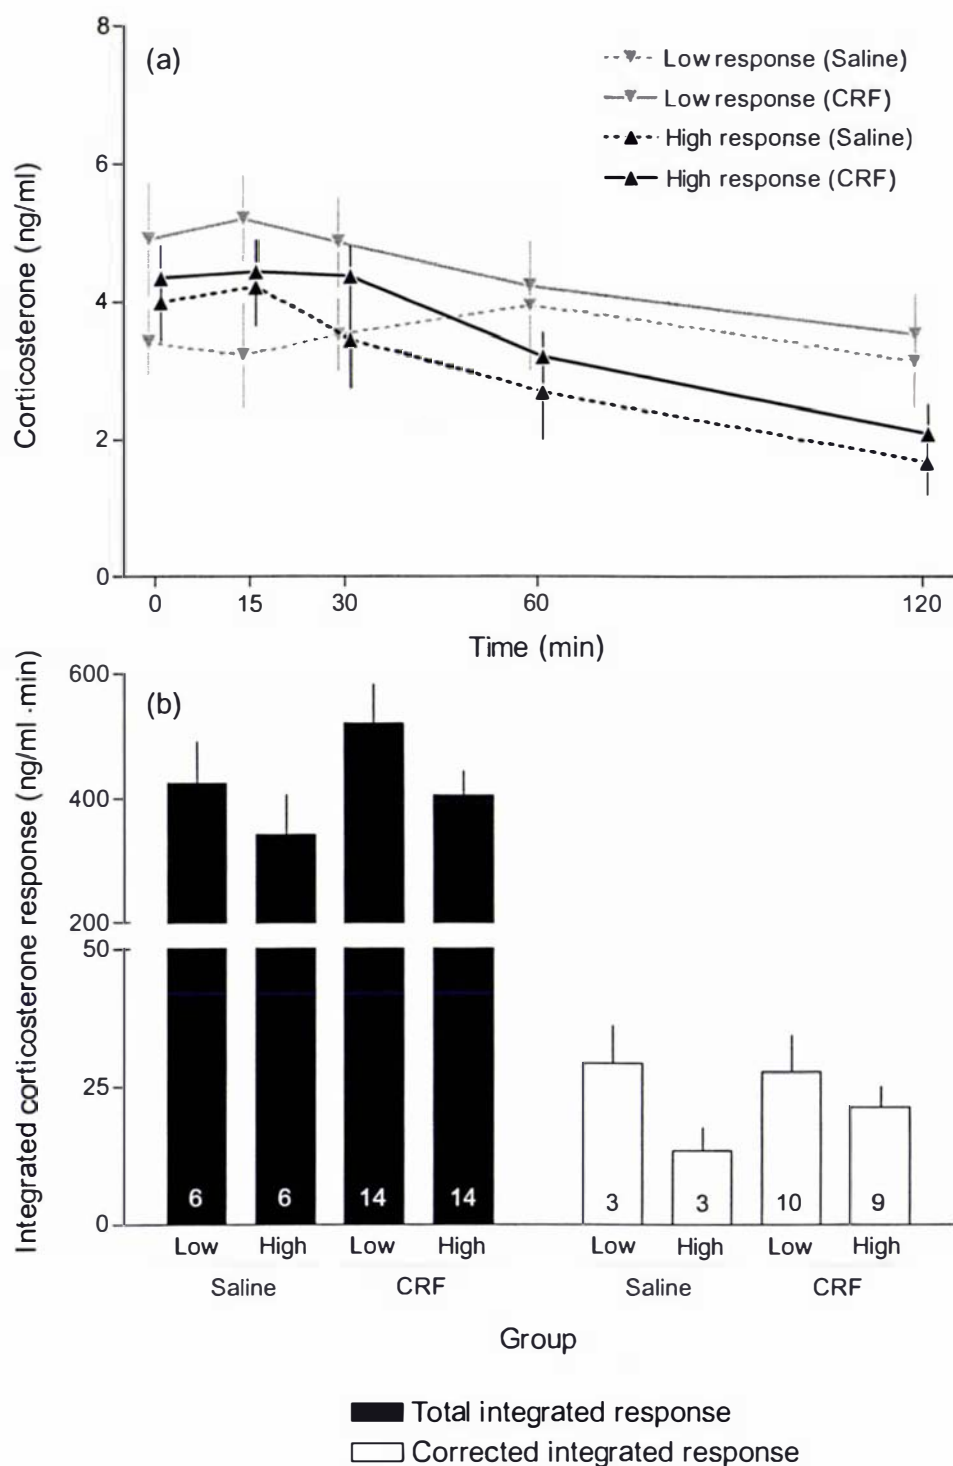 8
(a)
Low response (Saline)
Low response (CRF)
High response (Saline)
High response (CRF)
6
4
2
0
Corticosterone (ng/ml)
0 15 30 60 120
Time (min)
600
(b)
400
200
50
25
0
Integrated corticosterone response (ng/ml ·min)
6 6 14 14 3 3 10 9
Low High Low High Low High Low High
Saline CRF Saline CRF
Group
Total integrated response
Corrected integrated response